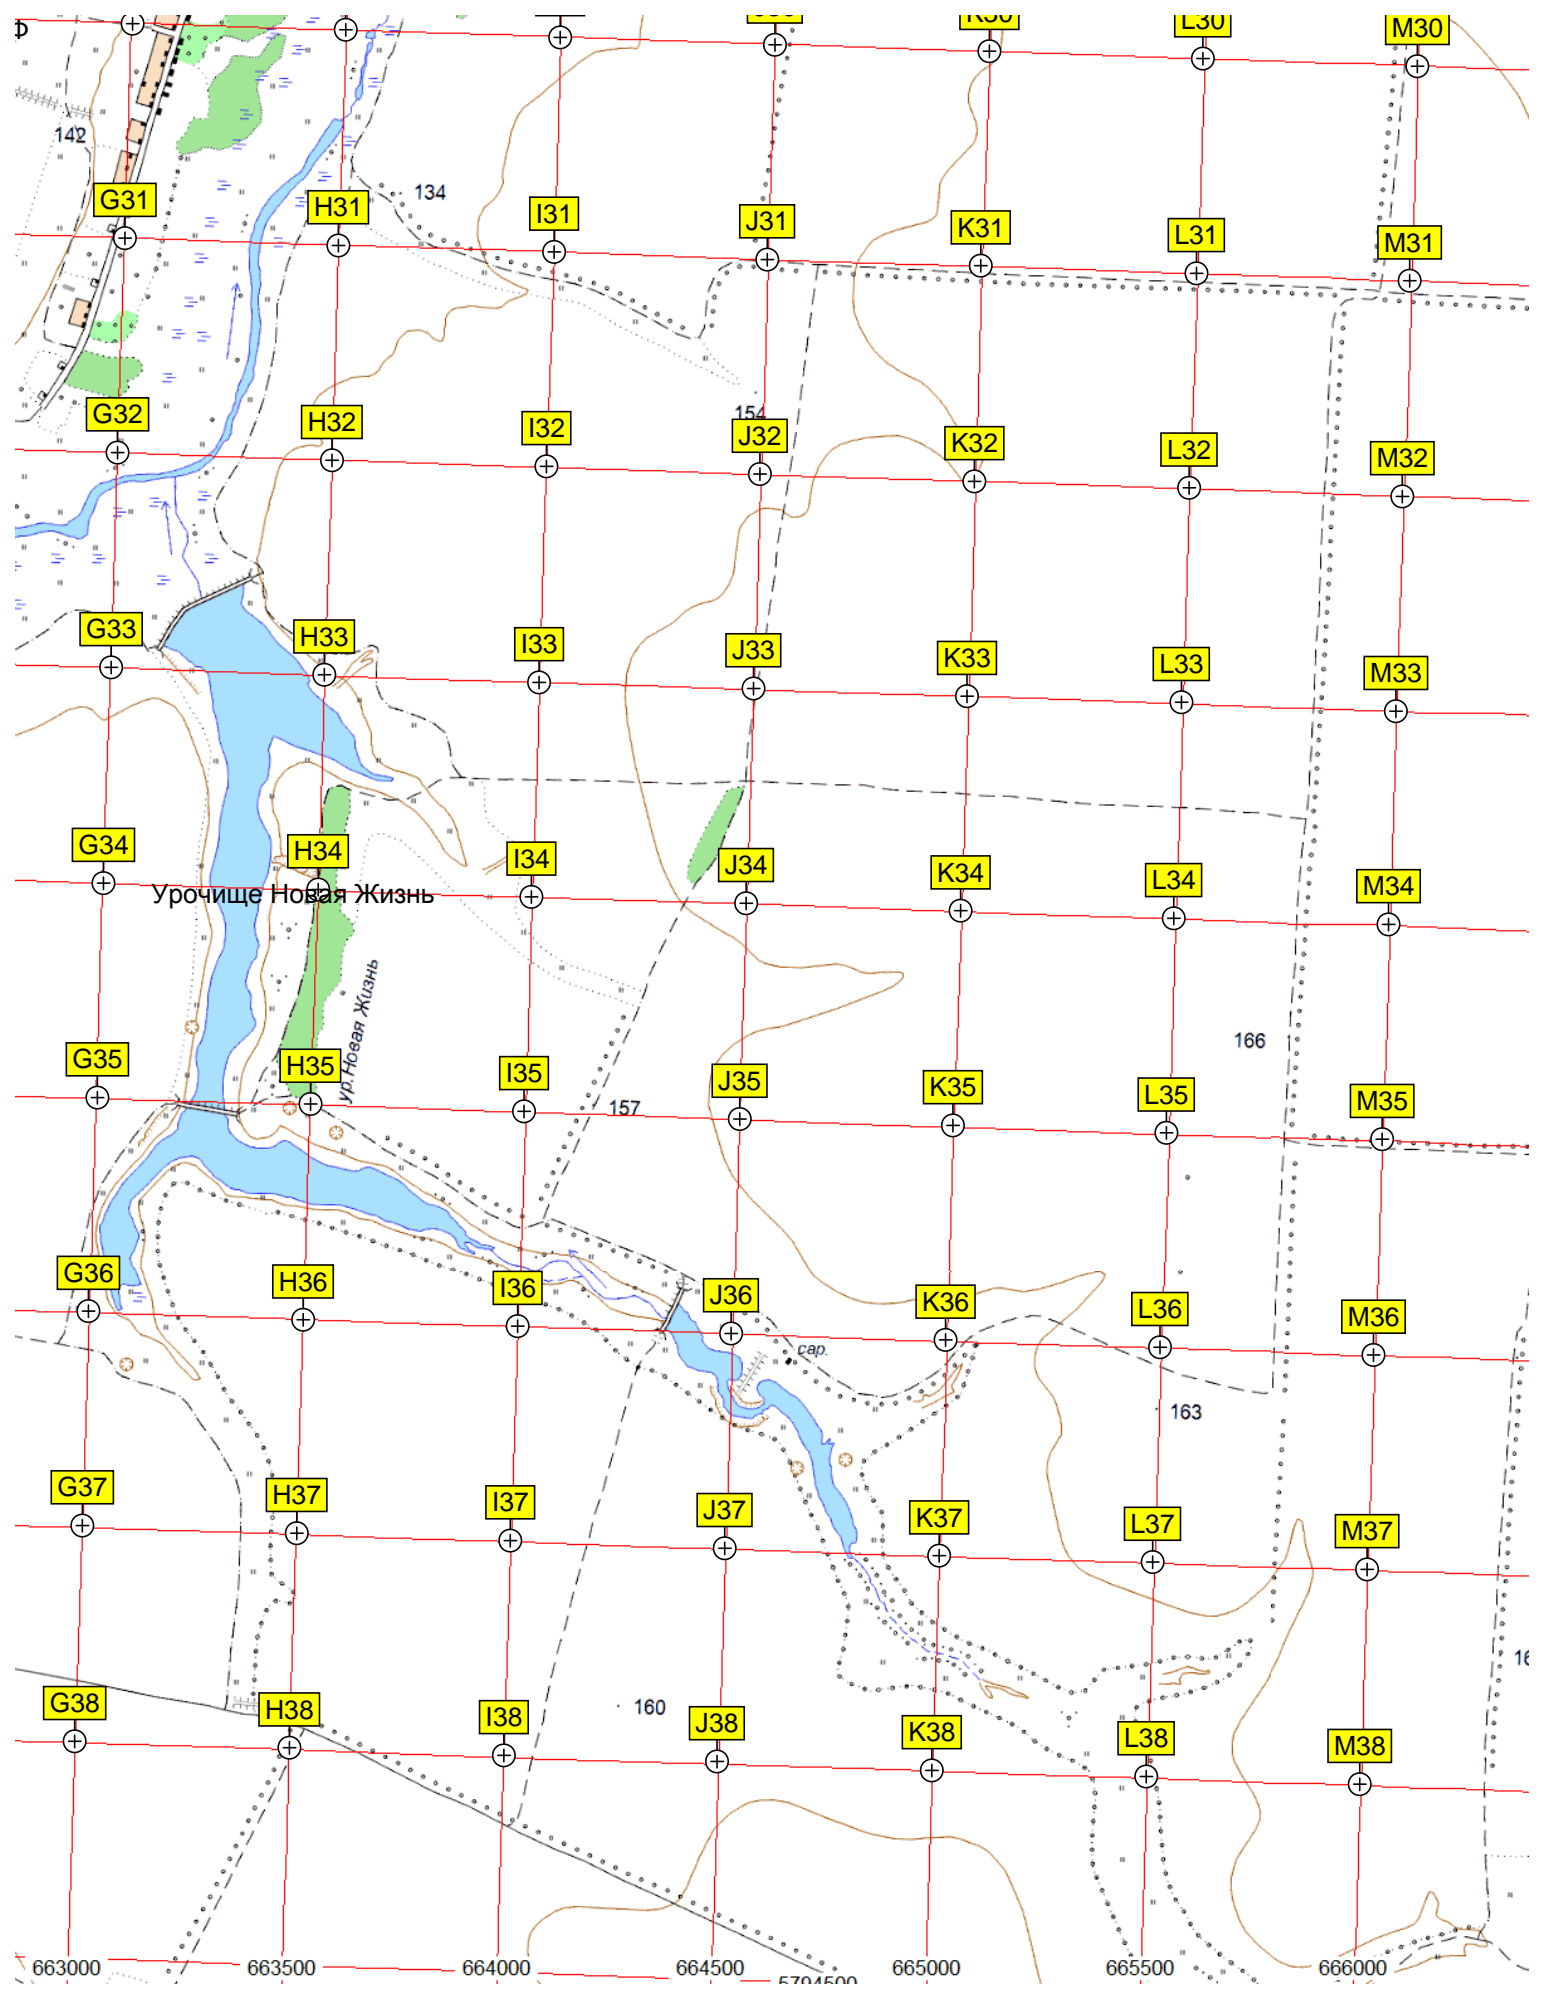 Ф
K30 L30 M30
142
134
G31 H31 I31 J31 K31 L31 M31
154
G32 H32 I32 J32 K32 L32 M32
G33 H33 I33 J33 K33 L33 M33
G34 H34 I34 J34 K34 L34 M34
Урочище Новая Жизнь
ур.Новая Жизнь
166
G35 H35 I35 J35 K35 L35 M35
157
G36 H36 I36 J36 K36 L36 M36
сар.
163
G37 H37 I37 J37 K37 L37 M37
160
G38 H38 I38 J38 K38 L38 M38
663000 663500 664000 664500 665000 665500 666000
5794500